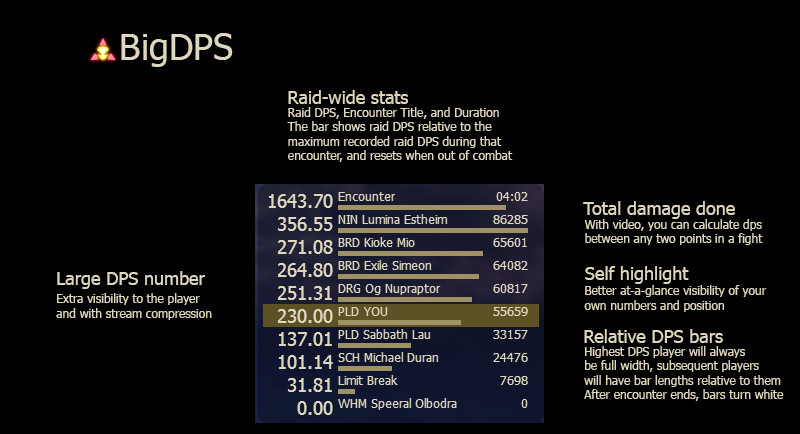 BigDPS
Raid-wide stats
Raid DPS, Encounter Title, and Duration
The bar shows raid DPS relative to the
maximum recorded raid DPS during that
encounter, and resets when out of combat
Large DPS number
Extra visibility to the player
and with stream compression
1643.70 Encounter 04:02
356.55 NIN Lumina Estheim 86285
271.08 BRD Kioke Mio 65601
264.80 BRD Exile Simeon 64082
251.31 DRG Og Nupraptor 60817
230.00 PLD YOU 55659
137.01 PLD Sabbath Lau 33157
101.14 SCH Michael Duran 24476
31.81 Limit Break 7698
0.00 WHM Speeral Olbodra 0
Total damage done
With video, you can calculate dps
between any two points in a fight
Self highlight
Better at-a-glance visibility of your
own numbers and position
Relative DPS bars
Highest DPS player will always
be full width, subsequent players
will have bar lengths relative to them
After encounter ends, bars turn white